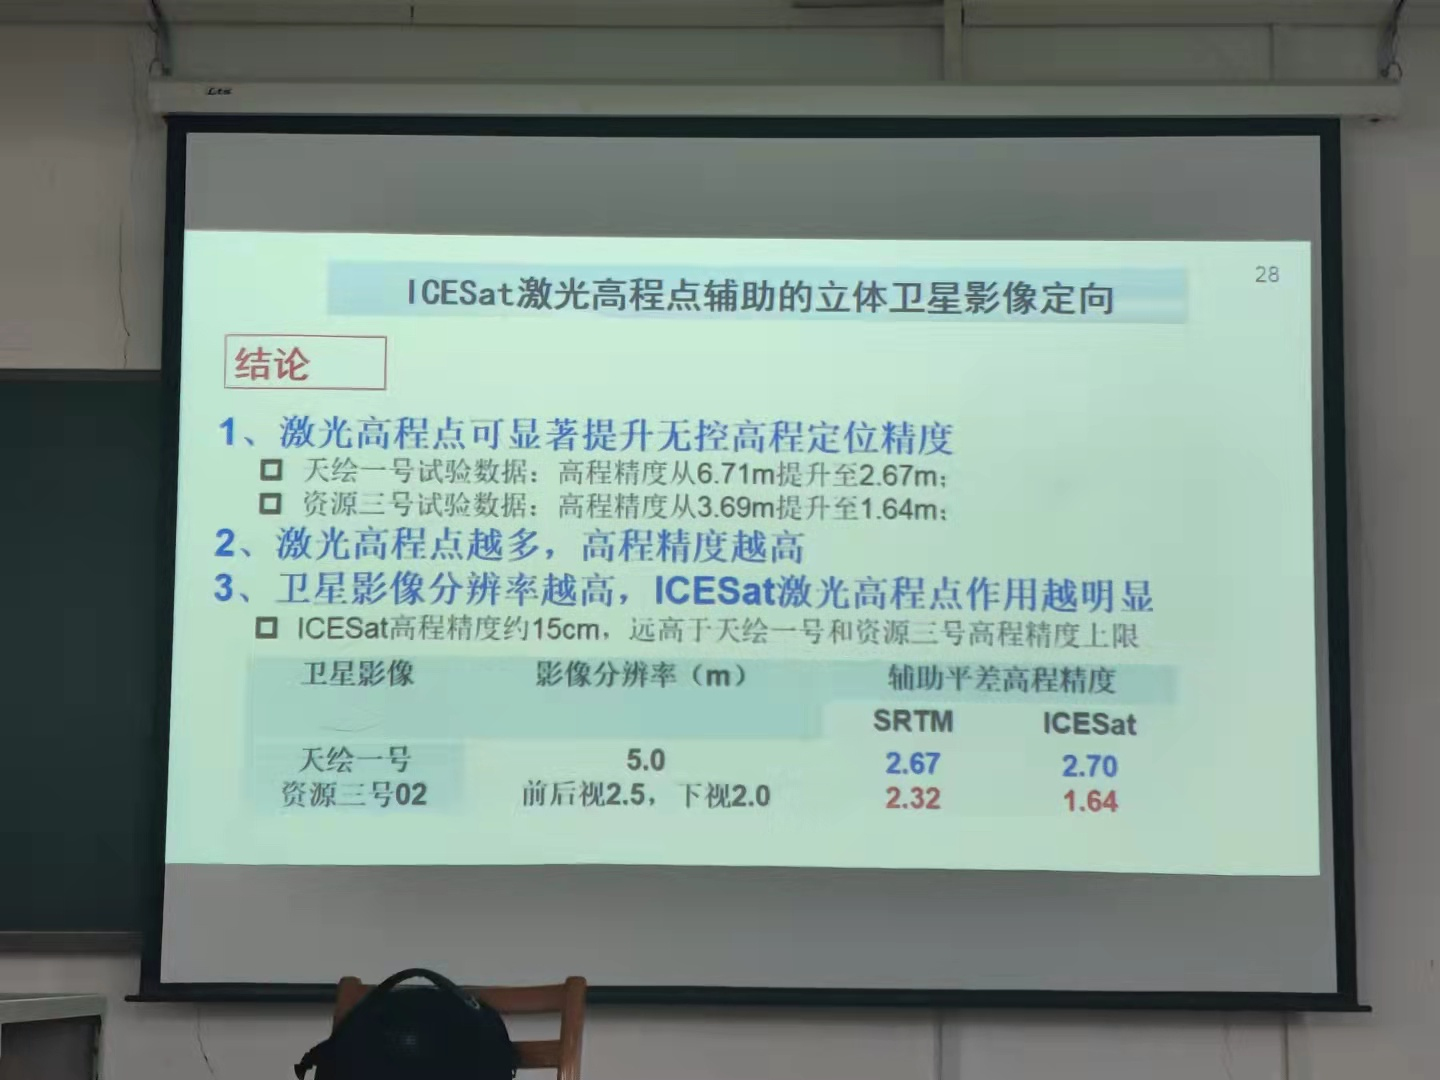 Ltd
28
ICESat激光高程点辅助的立体卫星影像定向
结论
1、激光高程点可显著提升无控高程定位精度
天绘一号试验数据：高程精度从6.71m提升至2.67m；
资源三号试验数据：高程精度从3.69m提升至1.64m；
2、激光高程点越多，高程精度越高
3、卫星影像分辨率越高，ICESat激光高程点作用越明显
ICESat高程精度约15cm，远高于天绘一号和资源三号高程精度上限
卫星影像 影像分辨率（m） 辅助平差高程精度
SRTM ICESat
天绘一号 5.0 2.67 2.70
资源三号02 前后视2.5，下视2.0 2.32 1.64